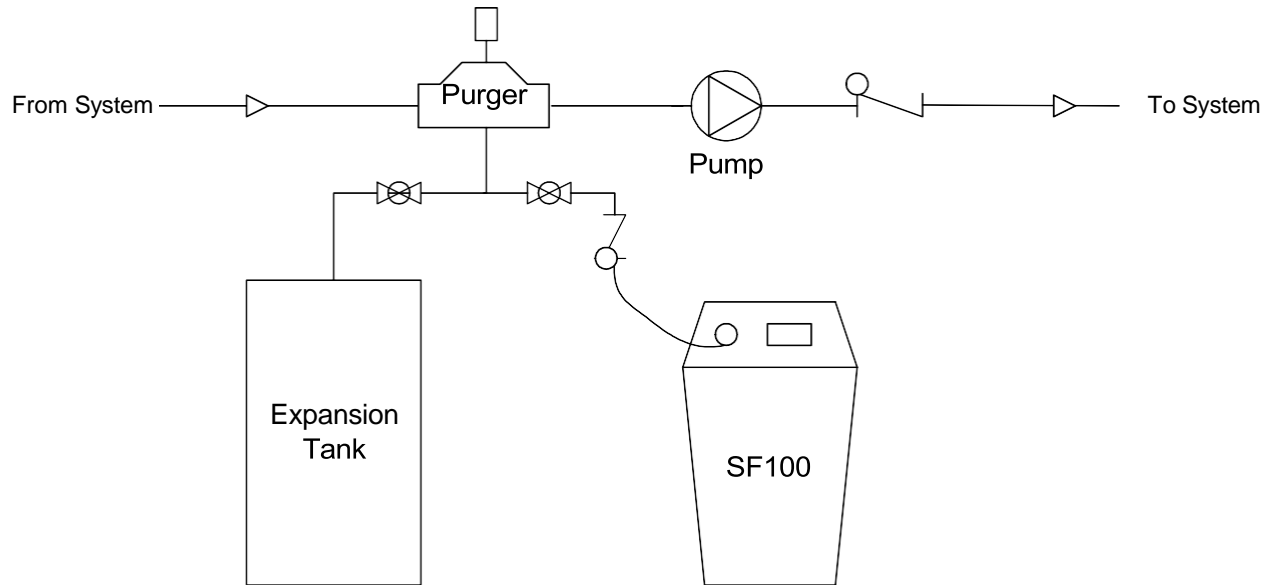 From System
Purger
To System
Pump
Expansion
Tank
SF100